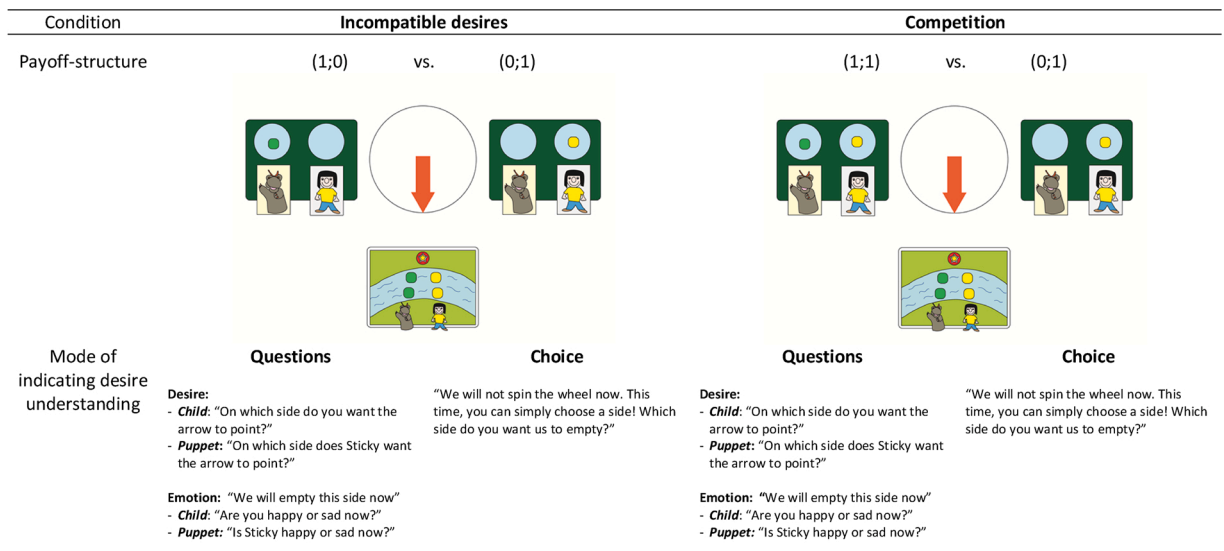 Condition Incompatible desires Competition
Payoff-structure (1;0) vs. (0;1) (1;1) vs. (0;1)
Mode of indicating desire understanding
Questions Choice
Desire:
- Child: “On which side do you want the
arrow to point?”
- Puppet: “On which side does Sticky want
the arrow to point?”
Emotion: “We will empty this side now”
- Child: “Are you happy or sad now?”
- Puppet: “Is Sticky happy or sad now?”
“We will not spin the wheel now. This
time, you can simply choose a side! Which
side do you want us to empty?”
Questions Choice
Desire:
- Child: “On which side do you want the
arrow to point?”
- Puppet: “On which side does Sticky want
the arrow to point?”
Emotion: “We will empty this side now”
- Child: “Are you happy or sad now?”
- Puppet: “Is Sticky happy or sad now?”
“We will not spin the wheel now. This
time, you can simply choose a side! Which
side do you want us to empty?”